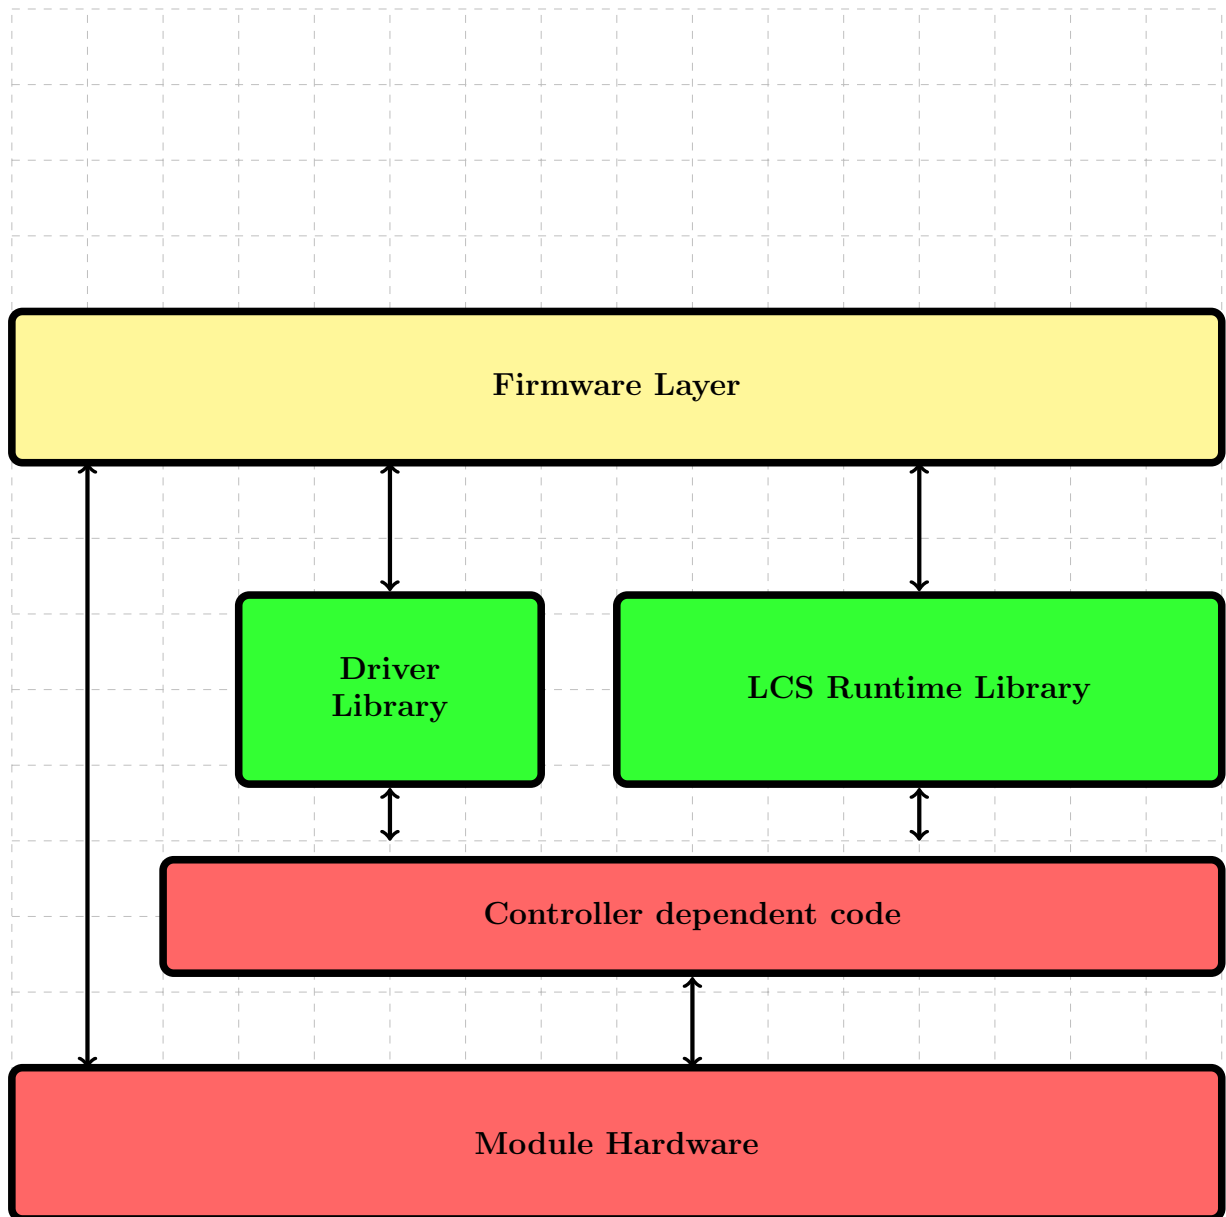 Firmware Layer
Driver
Library
LCS Runtime Library
Controller dependent code
Module Hardware